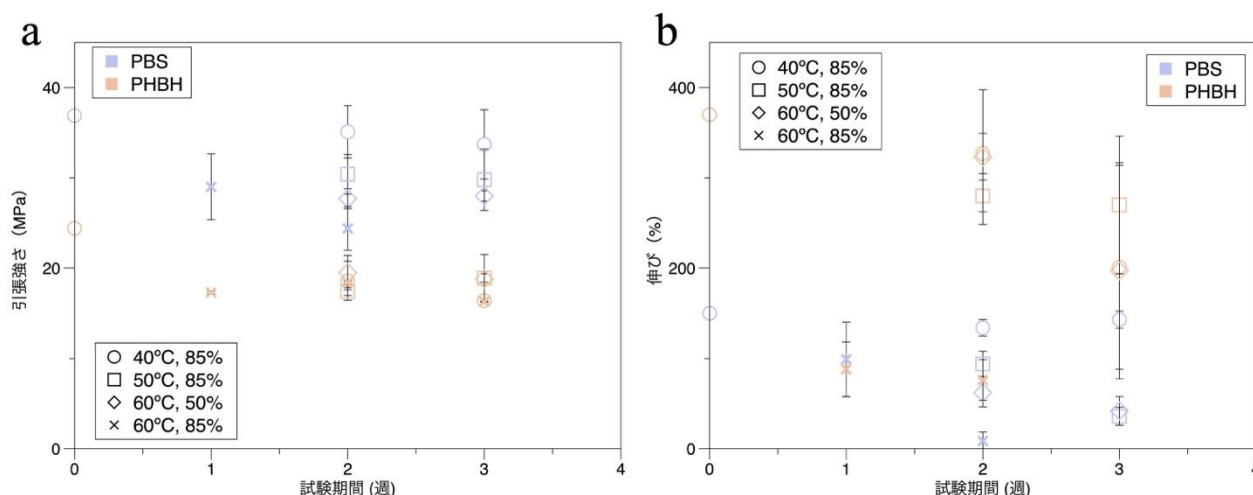 a
PBS
PHBH
40
20
0
引張強さ (MPa)
40ºC, 85%
50ºC, 85%
60ºC, 50%
60ºC, 85%
0 1 2 3 4
試験期間 (週)
b
40ºC, 85%
50ºC, 85%
60ºC, 50%
60ºC, 85%
PBS
PHBH
400
200
0
伸び (%)
0 1 2 3 4
試験期間 (週)